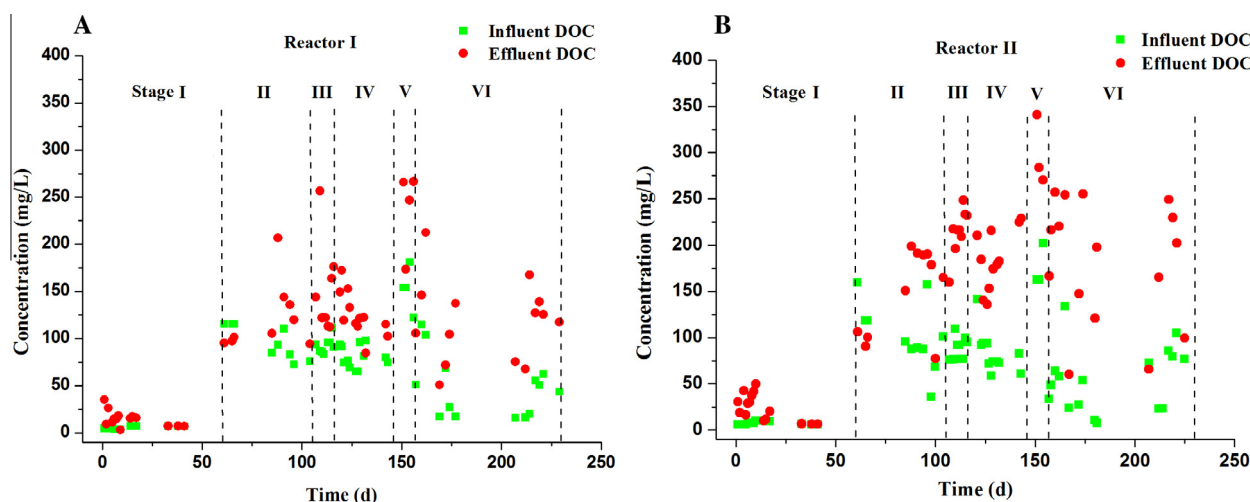 A
Reactor I
Influent DOC
Effluent DOC
Stage I II III IV V VI
Concentration (mg/L)
400
350
300
250
200
150
100
50
0
0 50 100 150 200 250
Time (d)
B
Reactor II
Influent DOC
Effluent DOC
Stage I II III IV V VI
Concentration (mg/L)
400
350
300
250
200
150
100
50
0
0 50 100 150 200 250
Time (d)